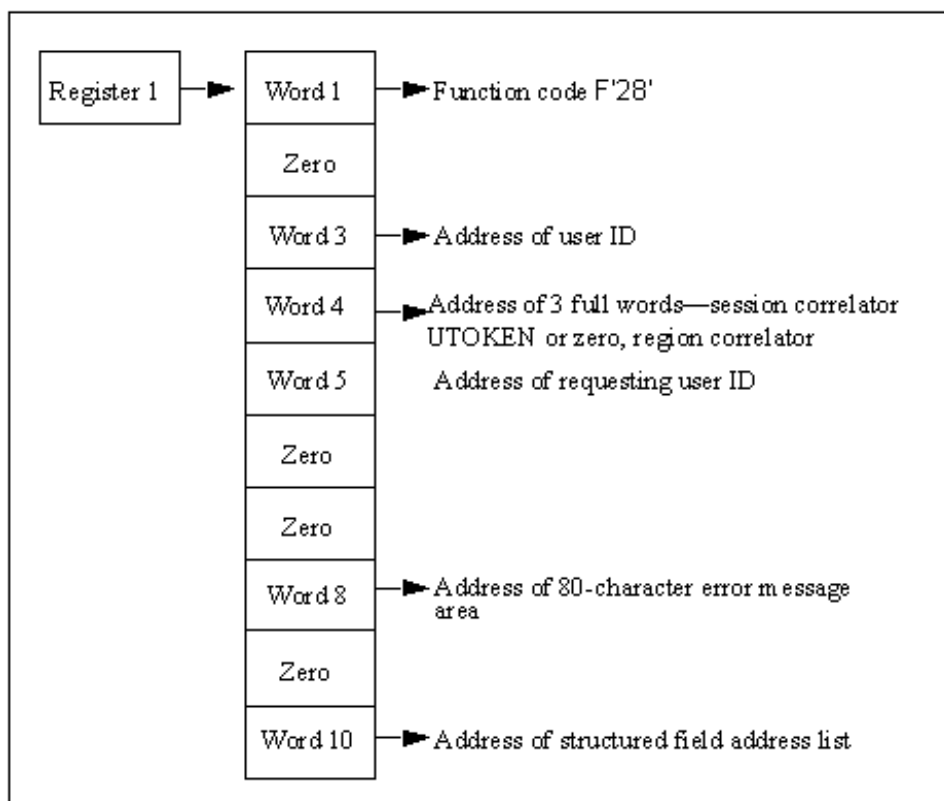 Register 1
Word 1
Function code F'28'
Zero
Word 3
Address of user ID
Word 4
Address of 3 full words—session correlator
UTOKEN or zero, region correlator
Word 5
Address of requesting user ID
Zero
Zero
Word 8
Address of 80-character error message
area
Zero
Word 10
Address of structured field address list